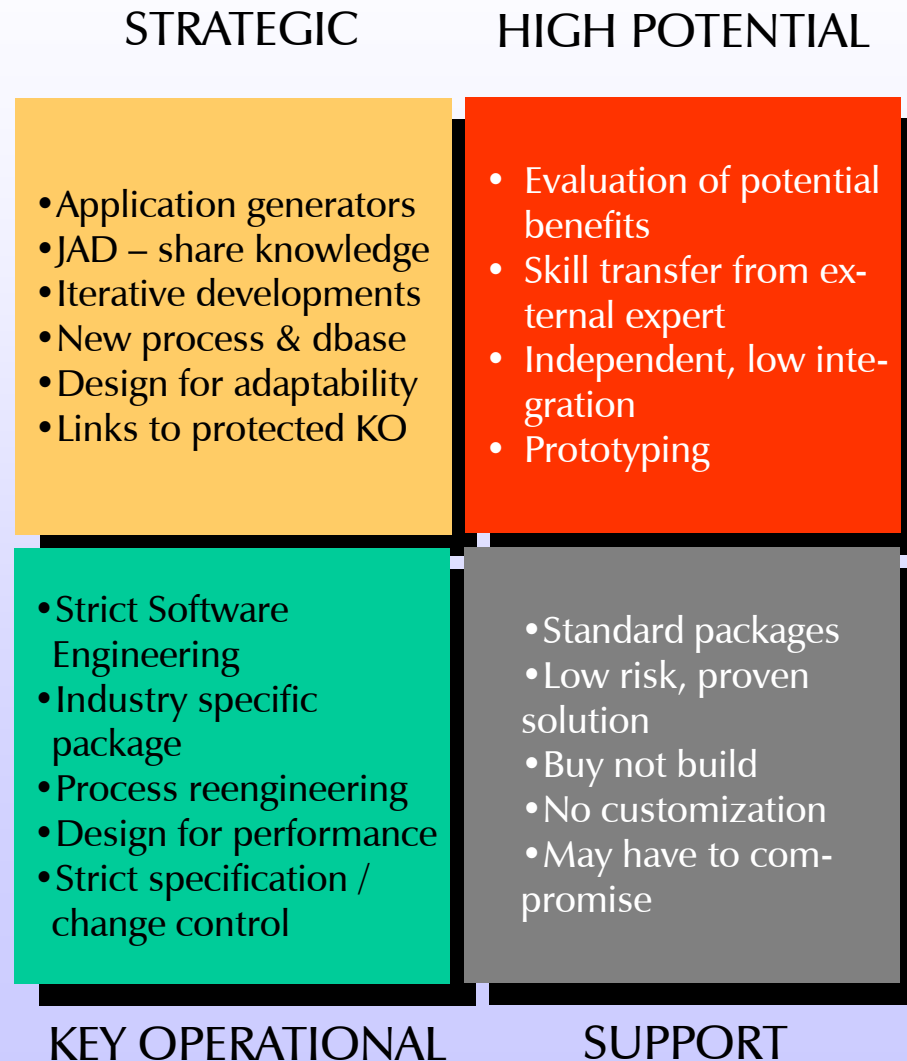 STRATEGIC
HIGH POTENTIAL
•Application generators
•JAD – share knowledge
•Iterative developments
•New process & dbase
•Design for adaptability
•Links to protected KO
• Evaluation of potential
benefits
• Skill transfer from ex-
ternal expert
• Independent, low inte-
gration
• Prototyping
•Strict Software
Engineering
•Industry specific
package
•Process reengineering
•Design for performance
•Strict specification /
change control
•Standard packages
•Low risk, proven
solution
•Buy not build
•No customization
•May have to com-
promise
KEY OPERATIONAL
SUPPORT